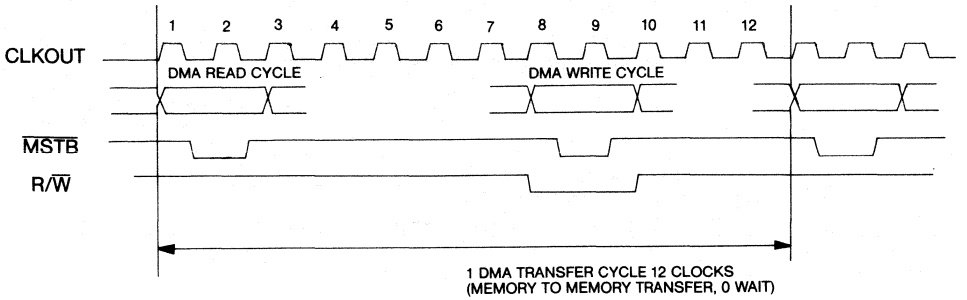 1 2 3 4 5 6 7 8 9 10 11 12
CLKOUT
DMA READ CYCLE DMA WRITE CYCLE
MSTB
R/W
1 DMA TRANSFER CYCLE 12 CLOCKS
(MEMORY TO MEMORY TRANSFER, 0 WAIT)